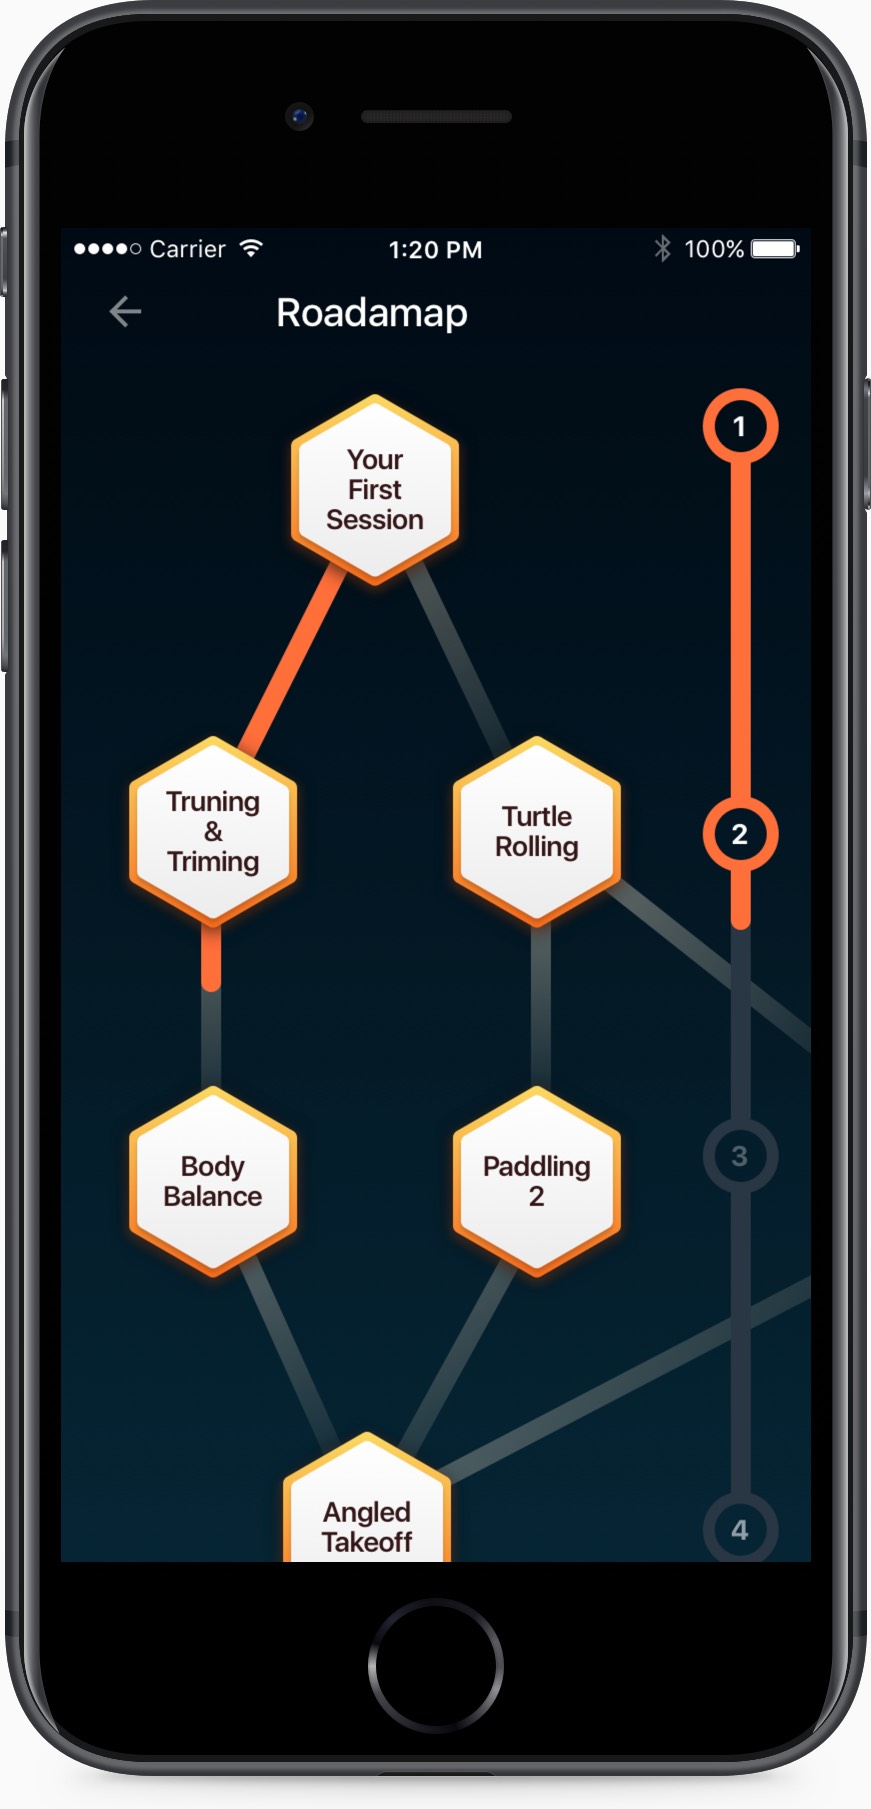 Carrier 1:20 PM 100%
Roadamap
Your
First
Session
1
Truning
&
Triming
Turtle
Rolling
2
Body
Balance
Paddling
2
3
Angled
Takeoff
4